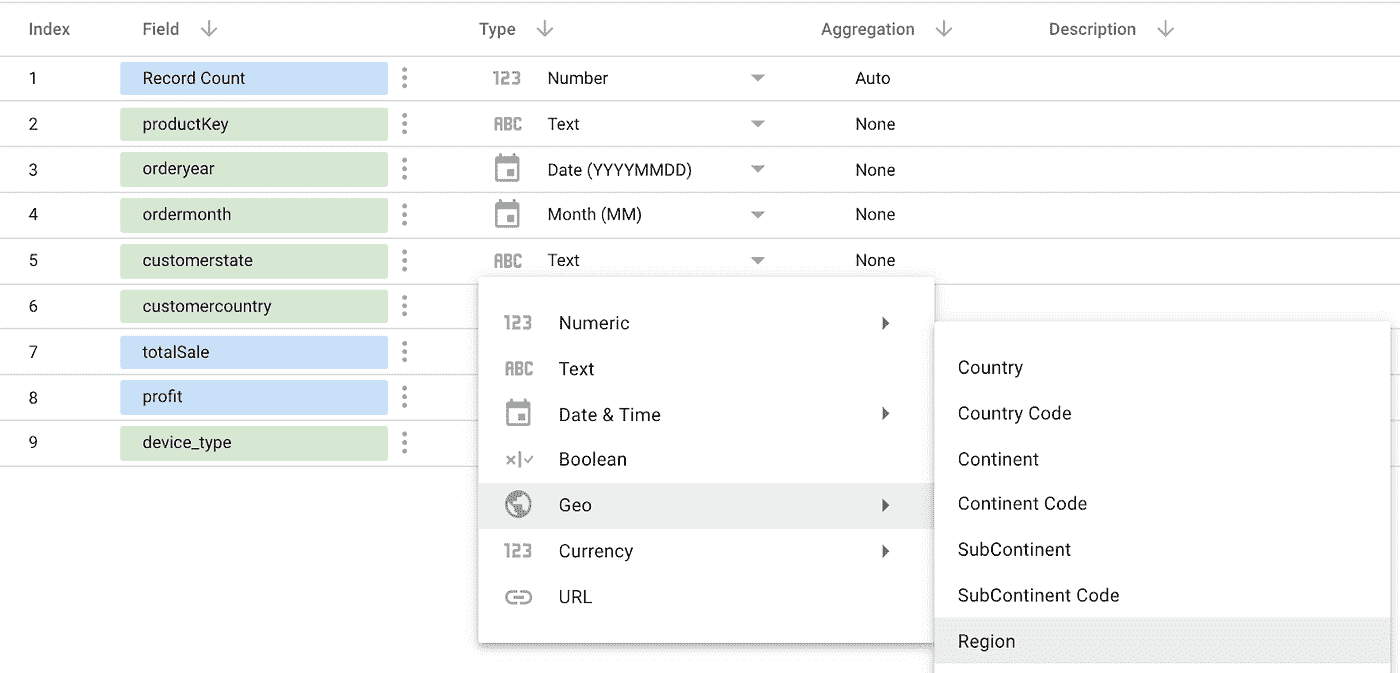 Index Field Type Aggregation Description
1 Record Count 123 Number Auto
2 productKey ABC Text None
3 orderyear Date (YYYYMMDD) None
4 ordermonth Month (MM) None
5 customerstate ABC Text None
6 customercountry
7 totalSale
8 profit
9 device_type
123 Numeric
ABC Text
Date & Time
Boolean
Geo
123 Currency
URL
Country
Country Code
Continent
Continent Code
SubContinent
SubContinent Code
Region